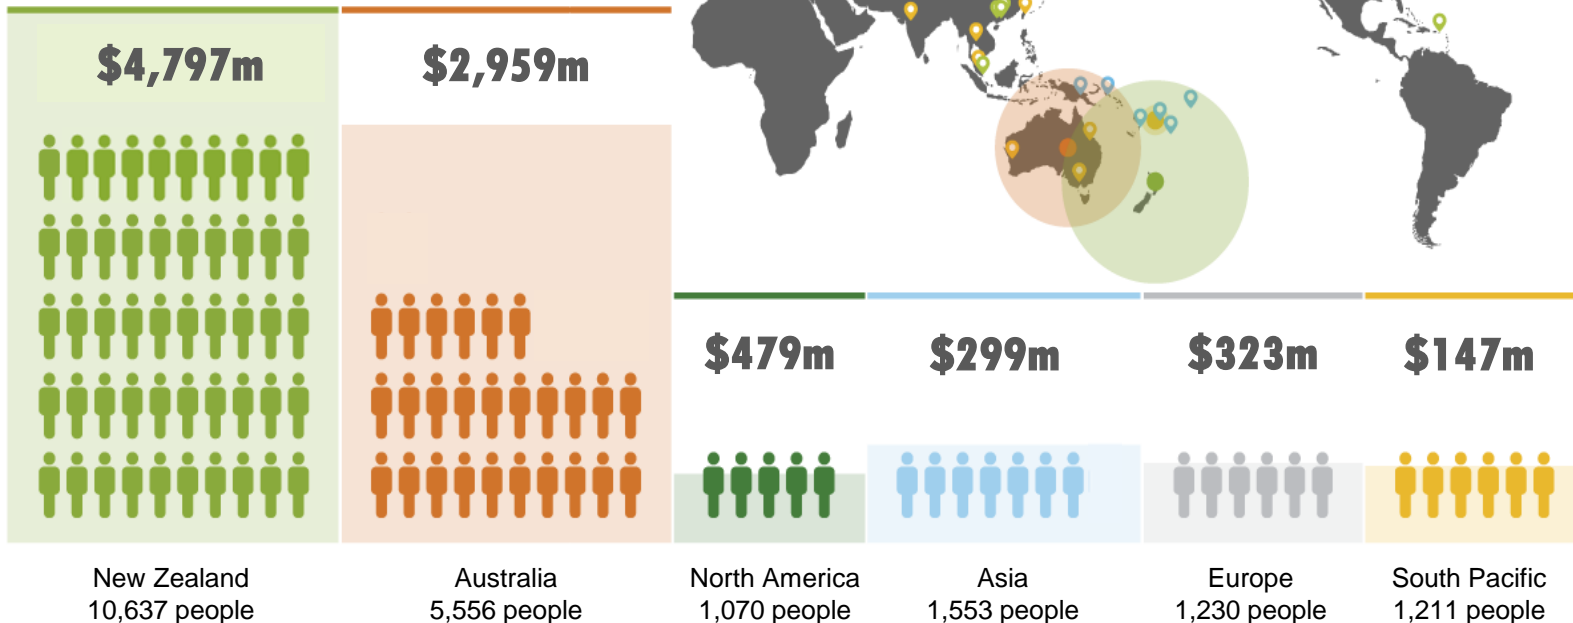 $4,797m
$2,959m
$479m
$299m
$323m
$147m
New Zealand
10,637 people
Australia
5,556 people
North America
1,070 people
Asia
1,553 people
Europe
1,230 people
South Pacific
1,211 people